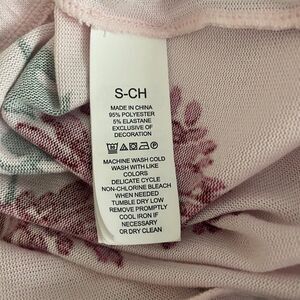 S-CH
MADE IN CHINA
95% POLYESTER
5% ELASTANE
EXCLUSIVE OF
DECORATION
MACHINE WASH COLD
WASH WITH LIKE
COLORS
DELICATE CYCLE
NON-CHLORINE BLEACH
WHEN NEEDED
TUMBLE DRY LOW
REMOVE PROMPTLY
COOL IRON IF
NECESSARY
OR DRY CLEAN